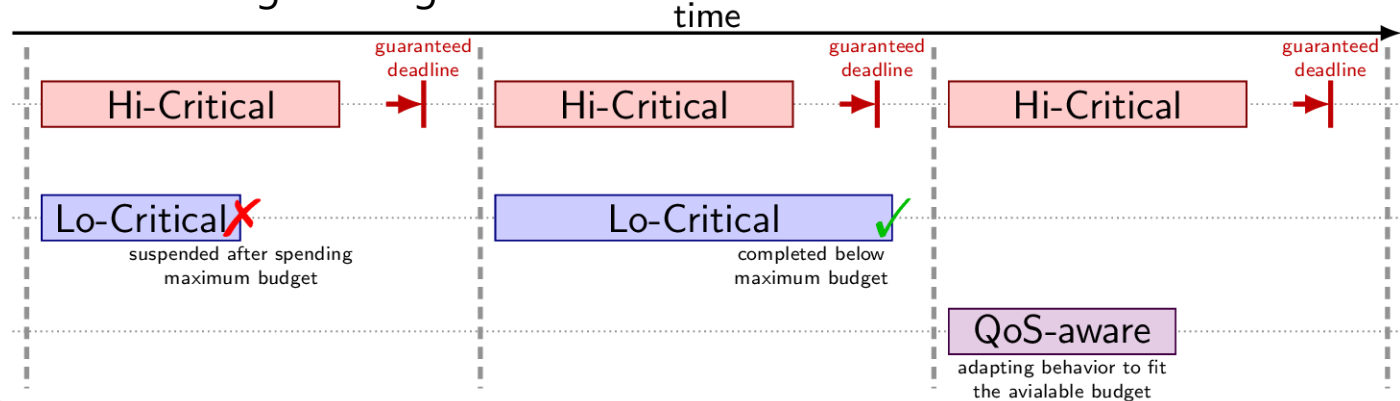 time
guaranteed
deadline
guaranteed
deadline
guaranteed
deadline
Hi-Critical
Hi-Critical
Hi-Critical
Lo-Critical
Lo-Critical
suspended after spending
maximum budget
completed below
maximum budget
QoS-aware
adapting behavior to fit
the avialable budget